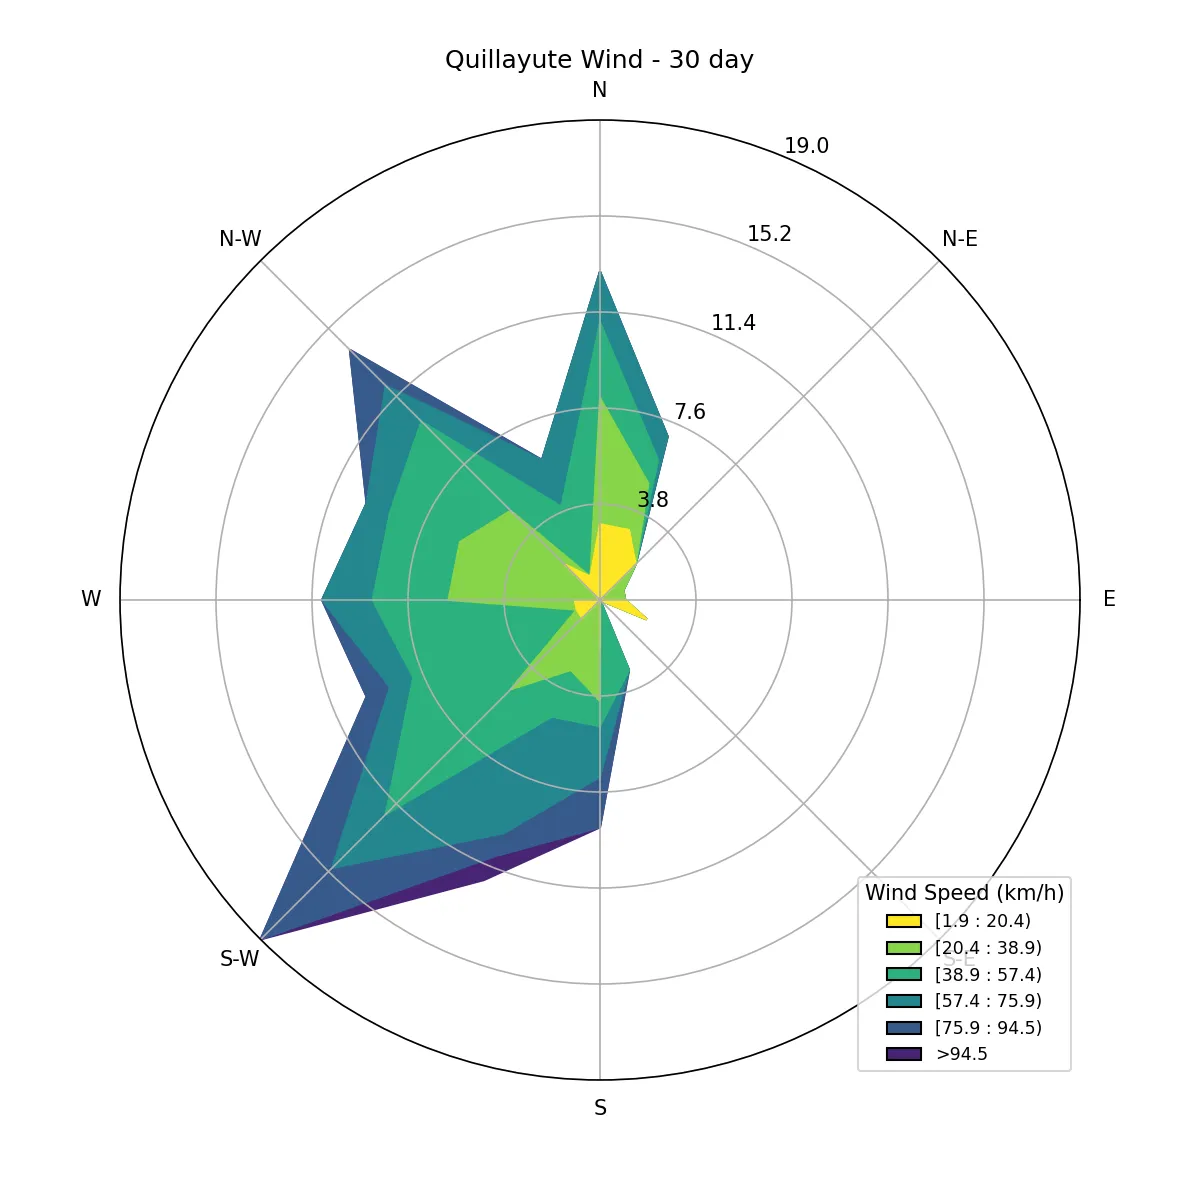 Quillayute Wind - 30 day
N
19.0
15.2
N-W
N-E
11.4
7.6
3.8
W
E
S-W
S-E
S
Wind Speed (km/h)
[1.9 : 20.4)
[20.4 : 38.9)
[38.9 : 57.4)
[57.4 : 75.9)
[75.9 : 94.5)
>94.5